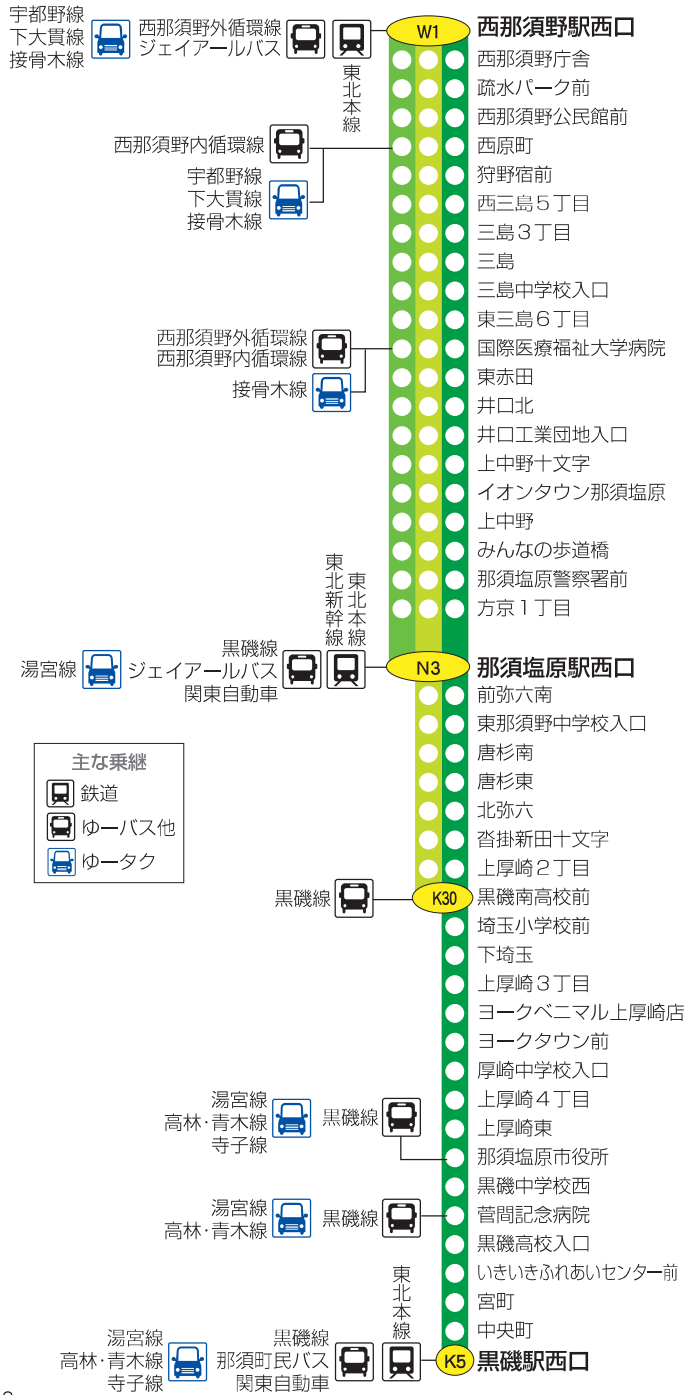 宇都野線
下大貫線
接骨木線
西那須野外循環線
ジェイアールバス
東北本線
W1
西那須野駅西口
西那須野庁舎
疏水パーク前
西那須野公民館前
西那須野内循環線
西原町
宇都野線
下大貫線
接骨木線
狩野宿前
西三島5丁目
三島3丁目
三島
三島中学校入口
東三島6丁目
西那須野外循環線
西那須野内循環線
国際医療福祉大学病院
接骨木線
東赤田
井口北
井口工業団地入口
上中野十文字
イオンタウン那須塩原
上中野
みんなの歩道橋
那須塩原警察署前
方京1丁目
東北新幹線
東北本線
湯宮線
黒磯線
ジェイアールバス
関東自動車
N3
那須塩原駅西口
前弥六南
東那須野中学校入口
唐杉南
唐杉東
北弥六
沓掛新田十文字
上厚崎2丁目
主な乗継
鉄道
ゆーバス他
ゆータク
黒磯線
K30
黒磯南高校前
埼玉小学校前
下埼玉
上厚崎3丁目
ヨークベニマル上厚崎店
ヨークタウン前
厚崎中学校入口
上厚崎4丁目
上厚崎東
湯宮線
高林・青木線
寺子線
黒磯線
那須塩原市役所
黒磯中学校西
湯宮線
高林・青木線
黒磯線
菅間記念病院
黒磯高校入口
いきいきふれあいセンター前
宮町
中央町
東北本線
湯宮線
高林・青木線
寺子線
黒磯線
那須町民バス
関東自動車
K5
黒磯駅西口